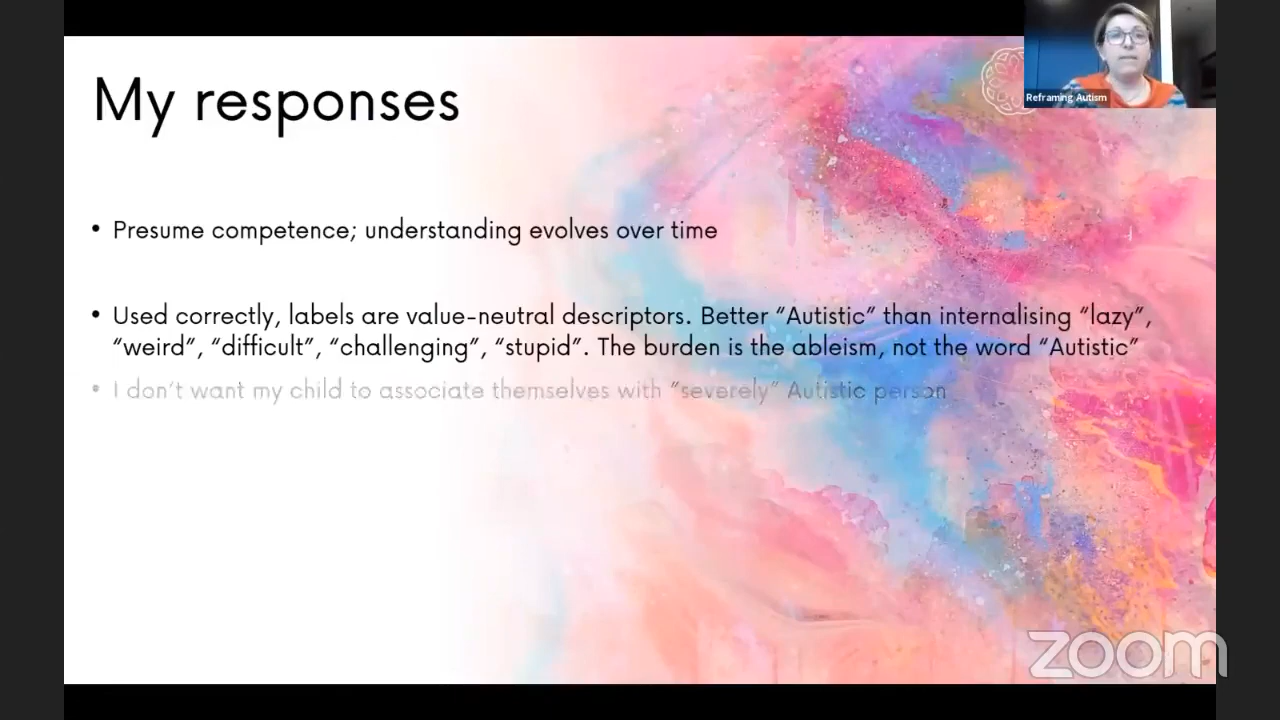 My responses
Reframing Autism
• Presume competence; understanding evolves over time
• Used correctly, labels are value-neutral descriptors. Better “Autistic” than internalising “lazy”,
“weird”, “difficult”, “challenging”, “stupid”. The burden is the ableism, not the word “Autistic”
• I don’t want my child to associate themselves with “severely” Autistic person
zoom